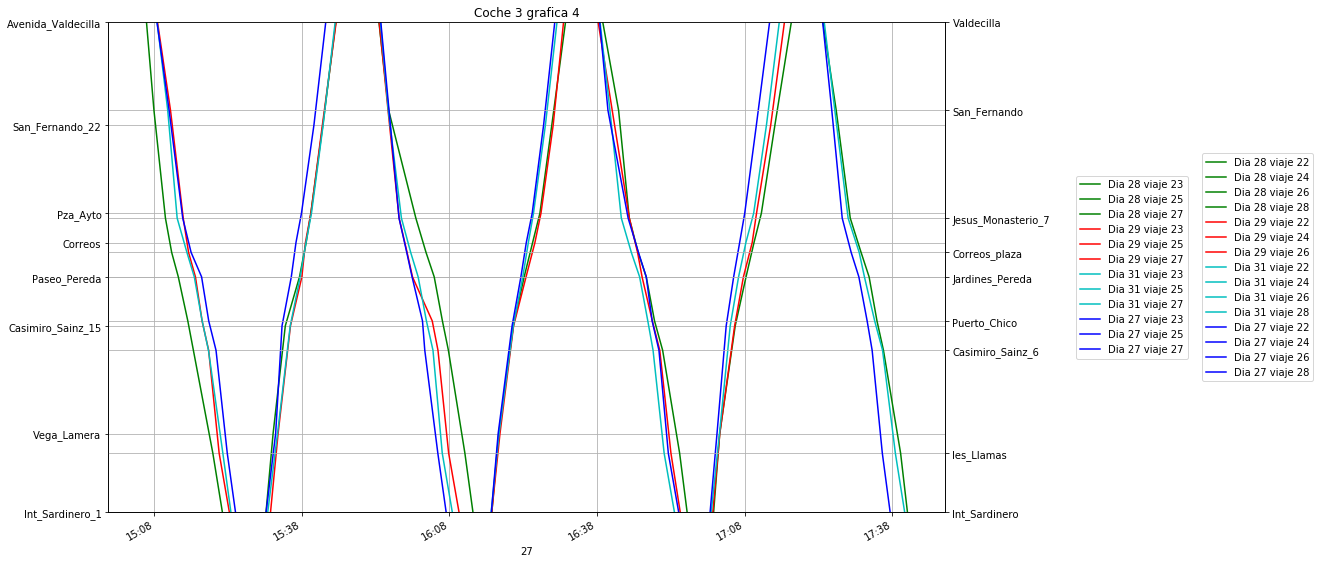 Coche 3 grafica 4
Avenida_Valdecilla
San_Fernando_22
Pza_Ayto
Correos
Paseo_Pereda
Casimiro_Sainz_15
Vega_Lamera
Int_Sardinero_1
Valdecilla
San_Fernando
Jesus_Monasterio_7
Correos_plaza
Jardines_Pereda
Puerto_Chico
Casimiro_Sainz_6
Ies_Llamas
Int_Sardinero
15:08
15:38
16:08
16:38
17:08
17:38
27
Dia 28 viaje 23
Dia 28 viaje 25
Dia 28 viaje 27
Dia 29 viaje 23
Dia 29 viaje 25
Dia 29 viaje 27
Dia 31 viaje 23
Dia 31 viaje 25
Dia 31 viaje 27
Dia 27 viaje 23
Dia 27 viaje 25
Dia 27 viaje 27
Dia 28 viaje 22
Dia 28 viaje 24
Dia 28 viaje 26
Dia 28 viaje 28
Dia 29 viaje 22
Dia 29 viaje 24
Dia 29 viaje 26
Dia 31 viaje 22
Dia 31 viaje 24
Dia 31 viaje 26
Dia 31 viaje 28
Dia 27 viaje 22
Dia 27 viaje 24
Dia 27 viaje 26
Dia 27 viaje 28